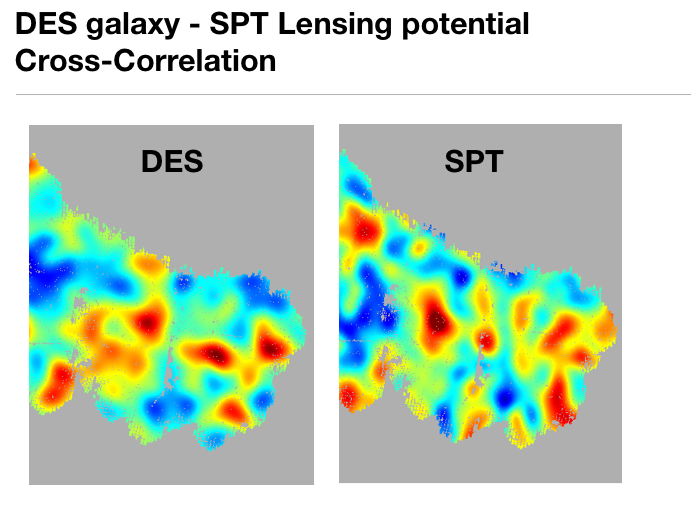 DES galaxy - SPT Lensing potential
Cross-Correlation
DES
SPT